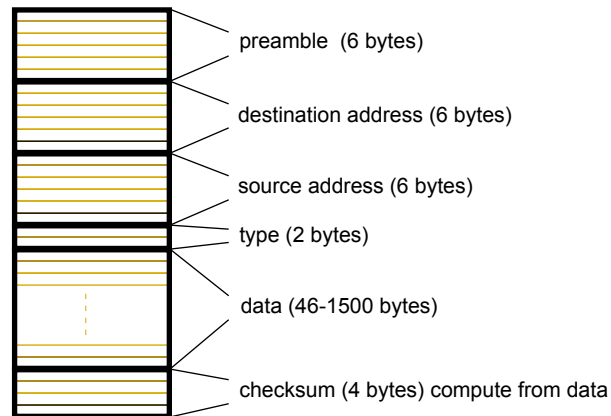 preamble (6 bytes)
destination address (6 bytes)
source address (6 bytes)
type (2 bytes)
data (46-1500 bytes)
checksum (4 bytes) compute from data